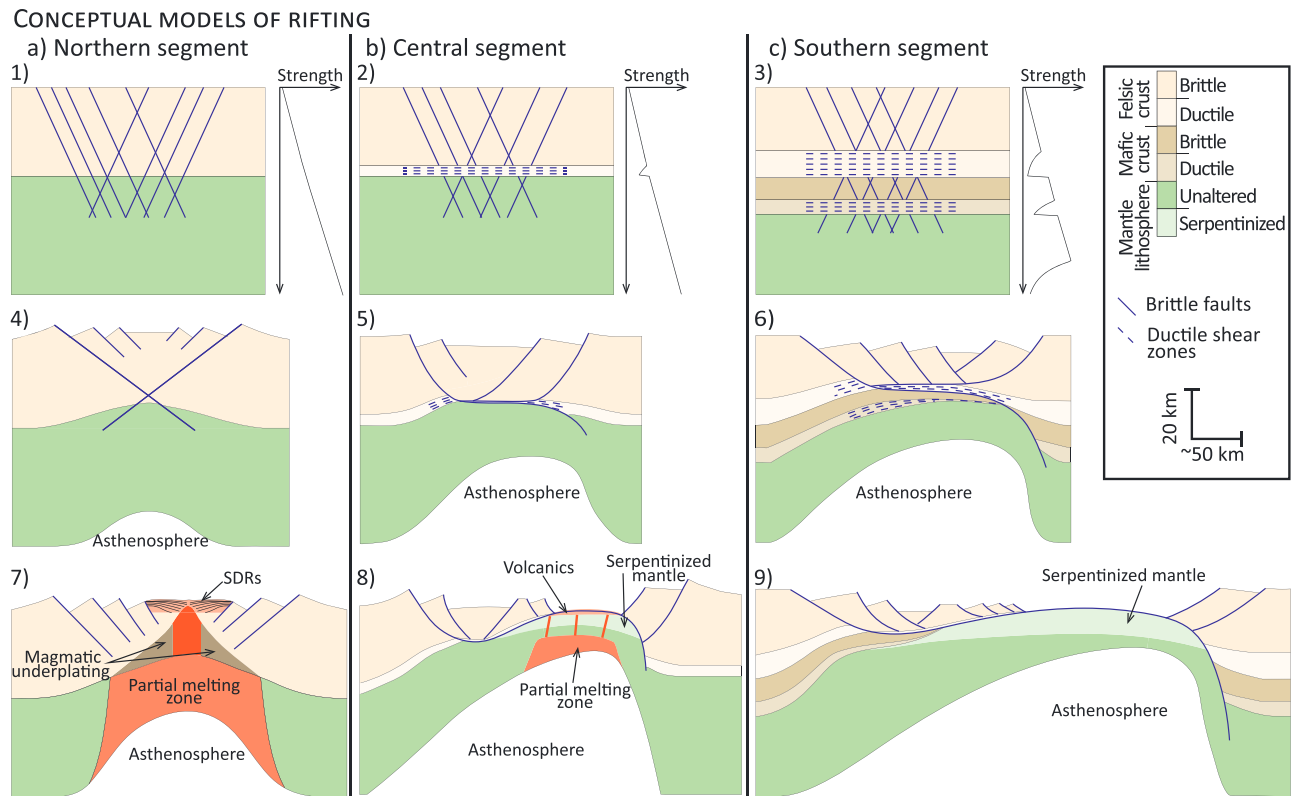 CONCEPTUAL MODELS OF RIFTING
a) Northern segment
b) Central segment
c) Southern segment
1)
Strength
2)
Strength
3)
Strength
Felsic
crust
Brittle
Ductile
Mafic
crust
Brittle
Ductile
Mantle
lithosphere
Unaltered
Serpentinized
Brittle faults
Ductile shear
zones
20 km
~50 km
4)
Asthenosphere
5)
Asthenosphere
6)
Asthenosphere
7)
SDRs
Magmatic
underplating
Partial melting
zone
Asthenosphere
8)
Volcanics
Serpentinized
mantle
Partial melting
zone
Asthenosphere
9)
Serpentinized mantle
Asthenosphere